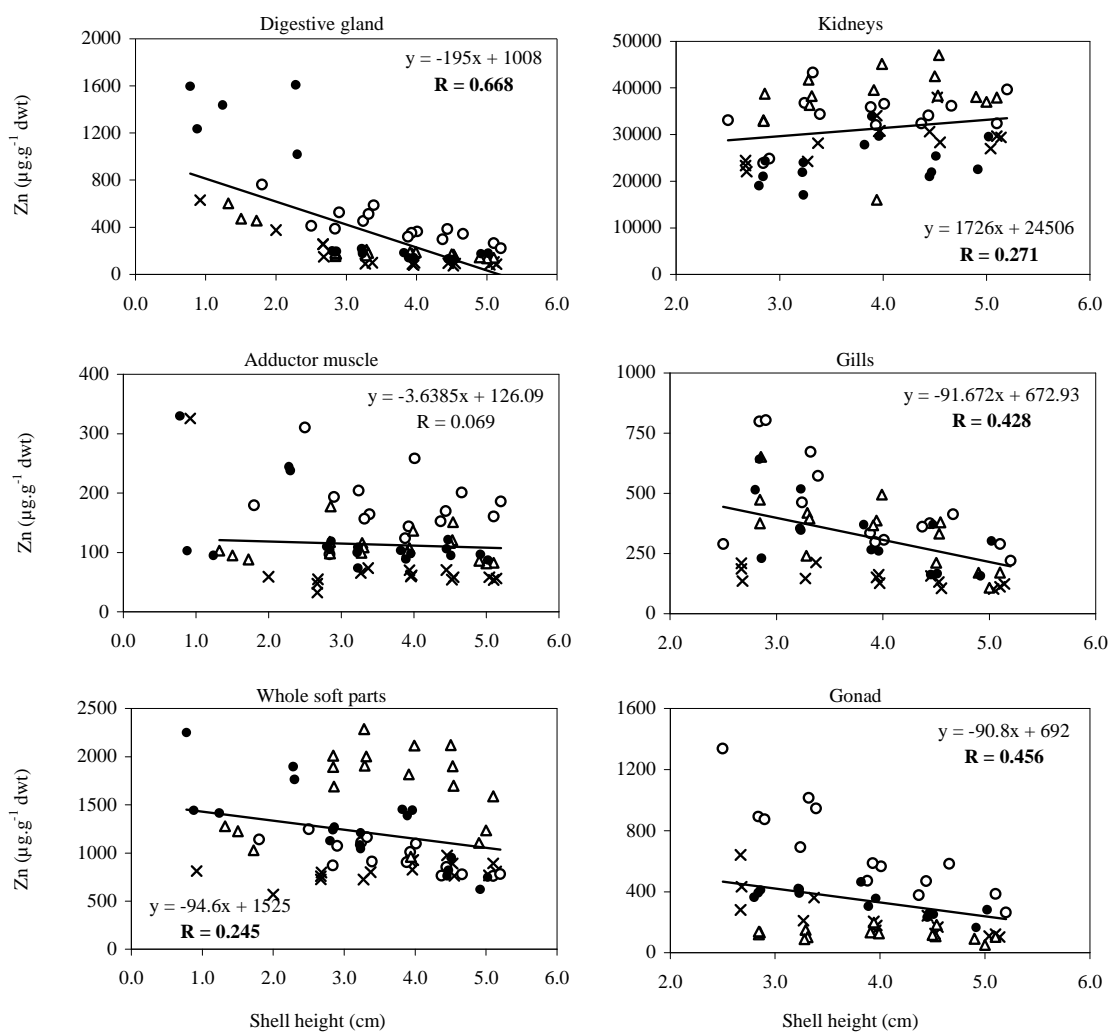 Digestive gland
Zn (µg.g-1 dwt)
2000
1600
1200
800
400
0
0.0 1.0 2.0 3.0 4.0 5.0 6.0
y = -195x + 1008
R = 0.668
Kidneys
50000
40000
30000
20000
10000
0
2.0 3.0 4.0 5.0 6.0
y = 1726x + 24506
R = 0.271
Adductor muscle
Zn (µg.g-1 dwt)
400
300
200
100
0
0.0 1.0 2.0 3.0 4.0 5.0 6.0
y = -3.6385x + 126.09
R = 0.069
Gills
1000
750
500
250
0
2.0 3.0 4.0 5.0 6.0
y = -91.672x + 672.93
R = 0.428
Whole soft parts
Zn (µg.g-1 dwt)
2500
2000
1500
1000
500
0
0.0 1.0 2.0 3.0 4.0 5.0 6.0
y = -94.6x + 1525
R = 0.245
Shell height (cm)
Gonad
1600
1200
800
400
0
2.0 3.0 4.0 5.0 6.0
y = -90.8x + 692
R = 0.456
Shell height (cm)